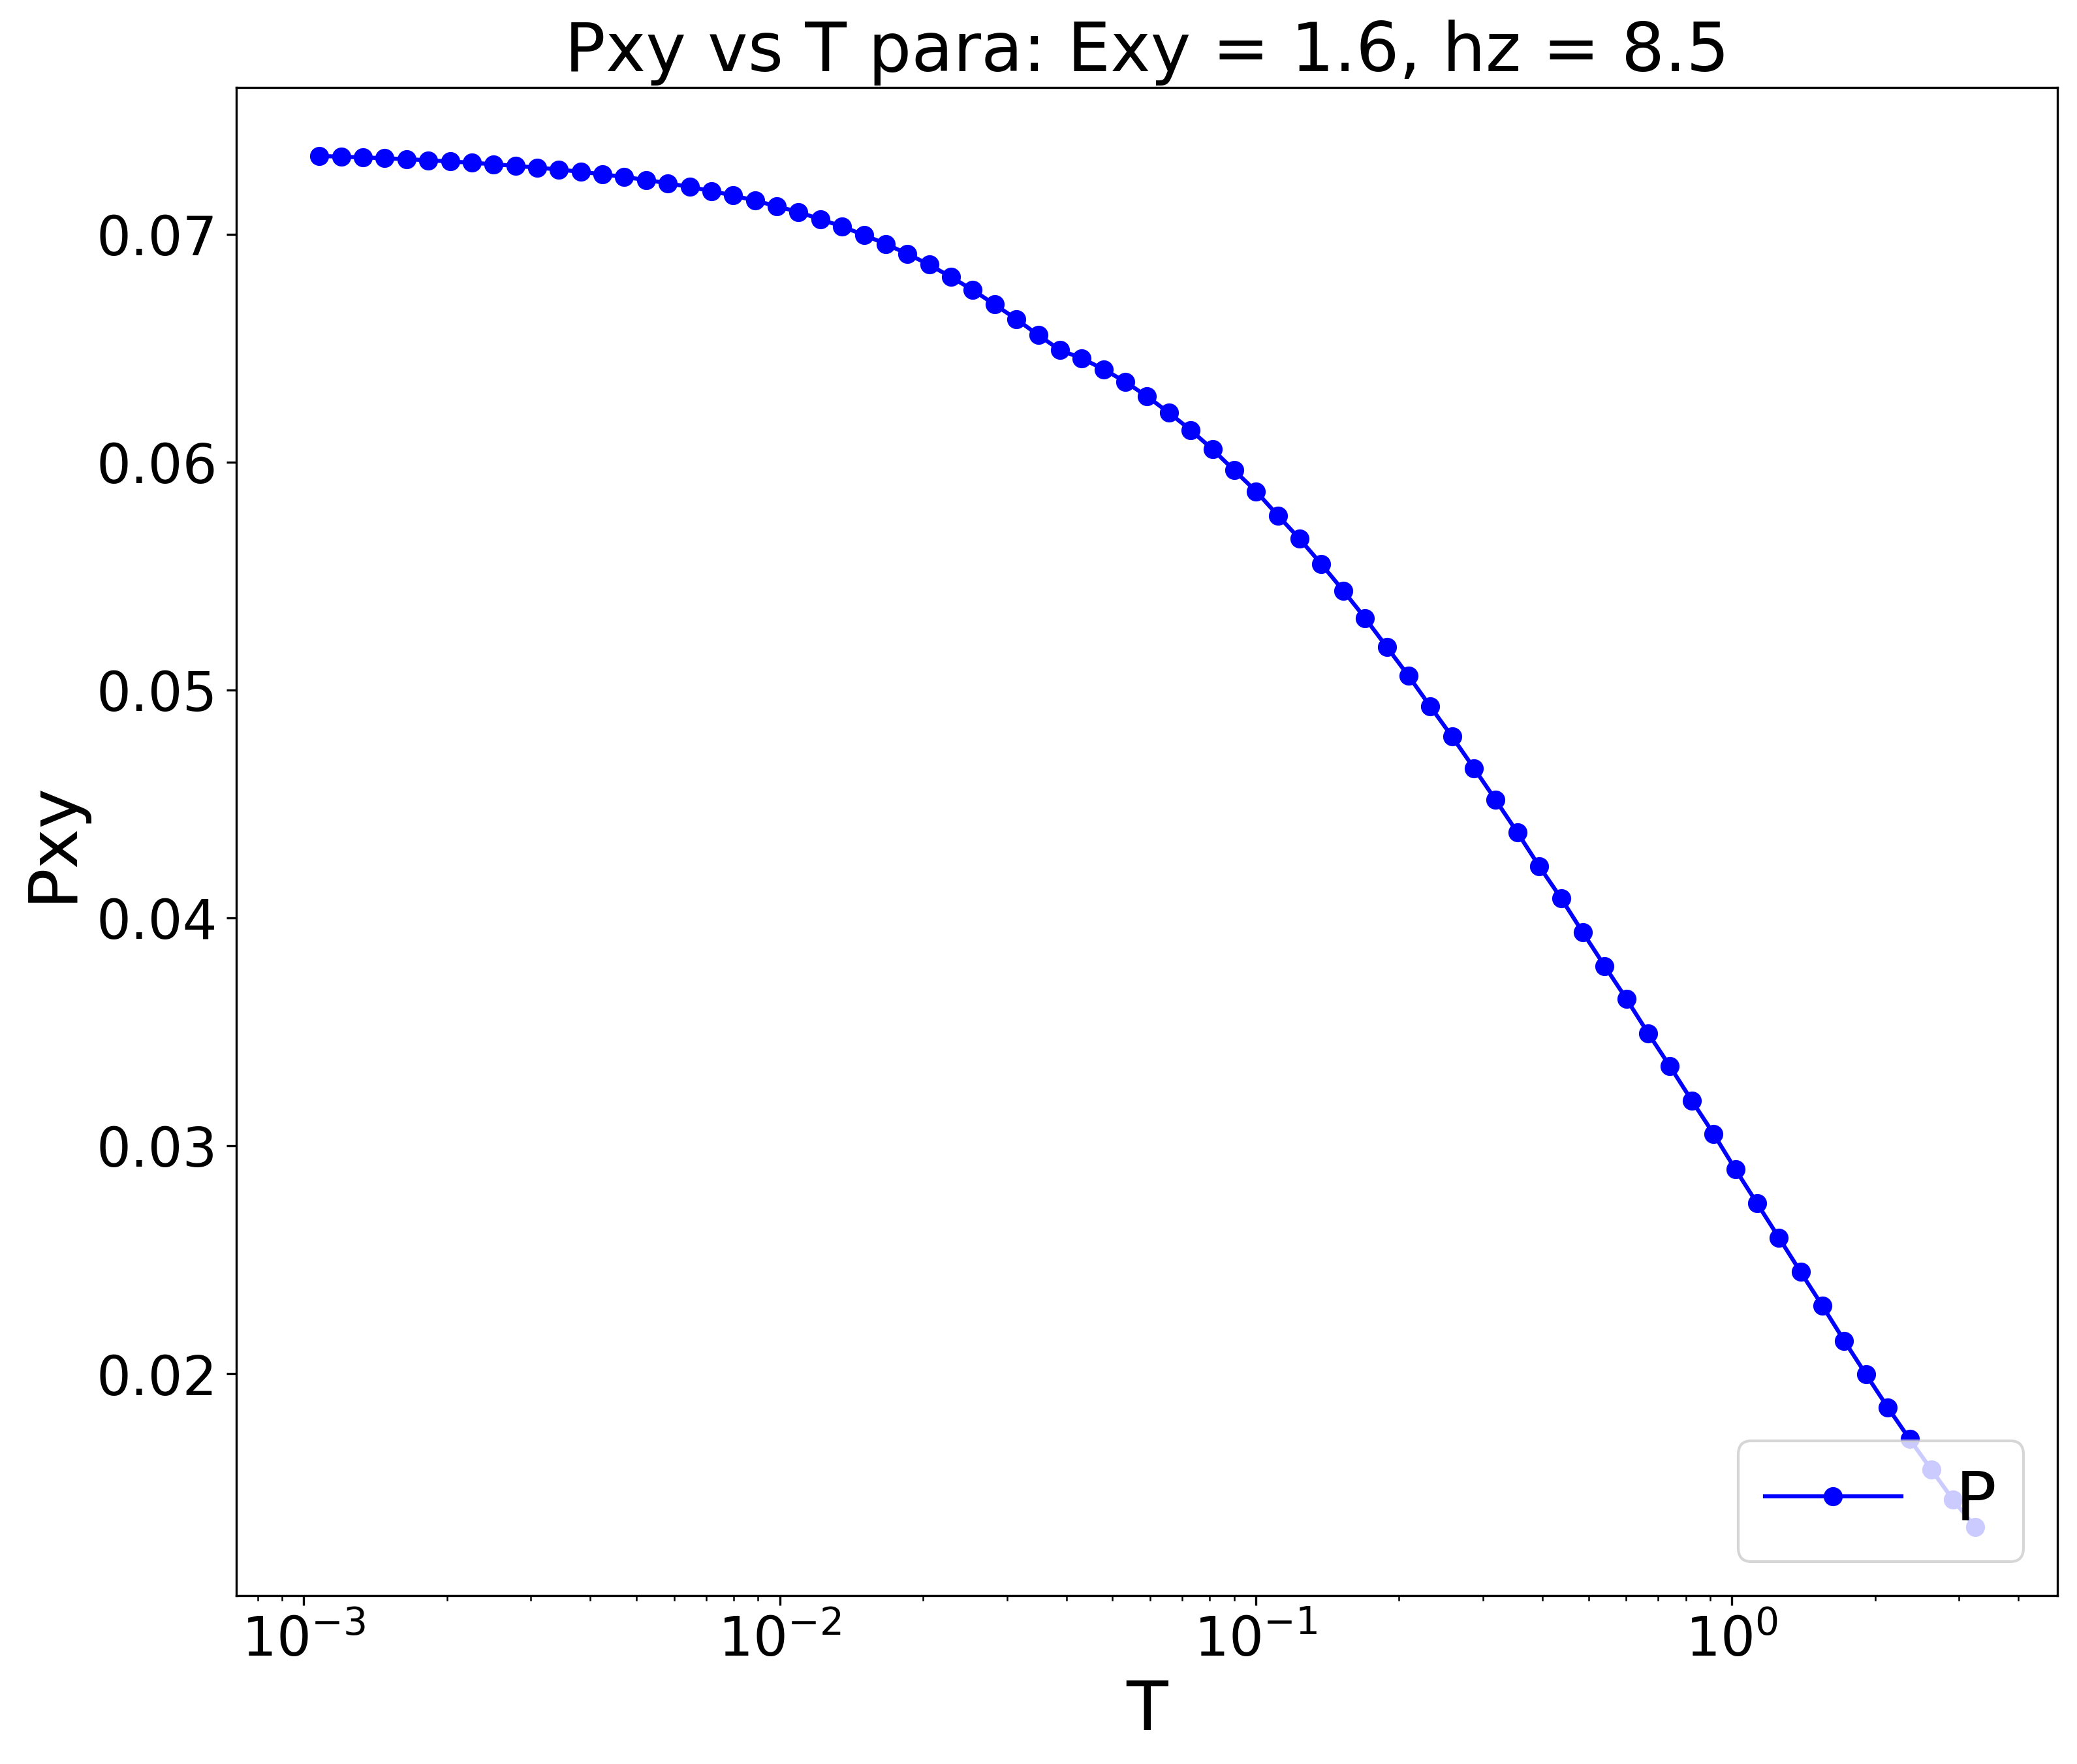 Pxy vs T para: Exy = 1.6, hz = 8.5
Pxy
0.07
0.06
0.05
0.04
0.03
0.02
P
10⁻³ 10⁻² 10⁻¹ 10⁰
T